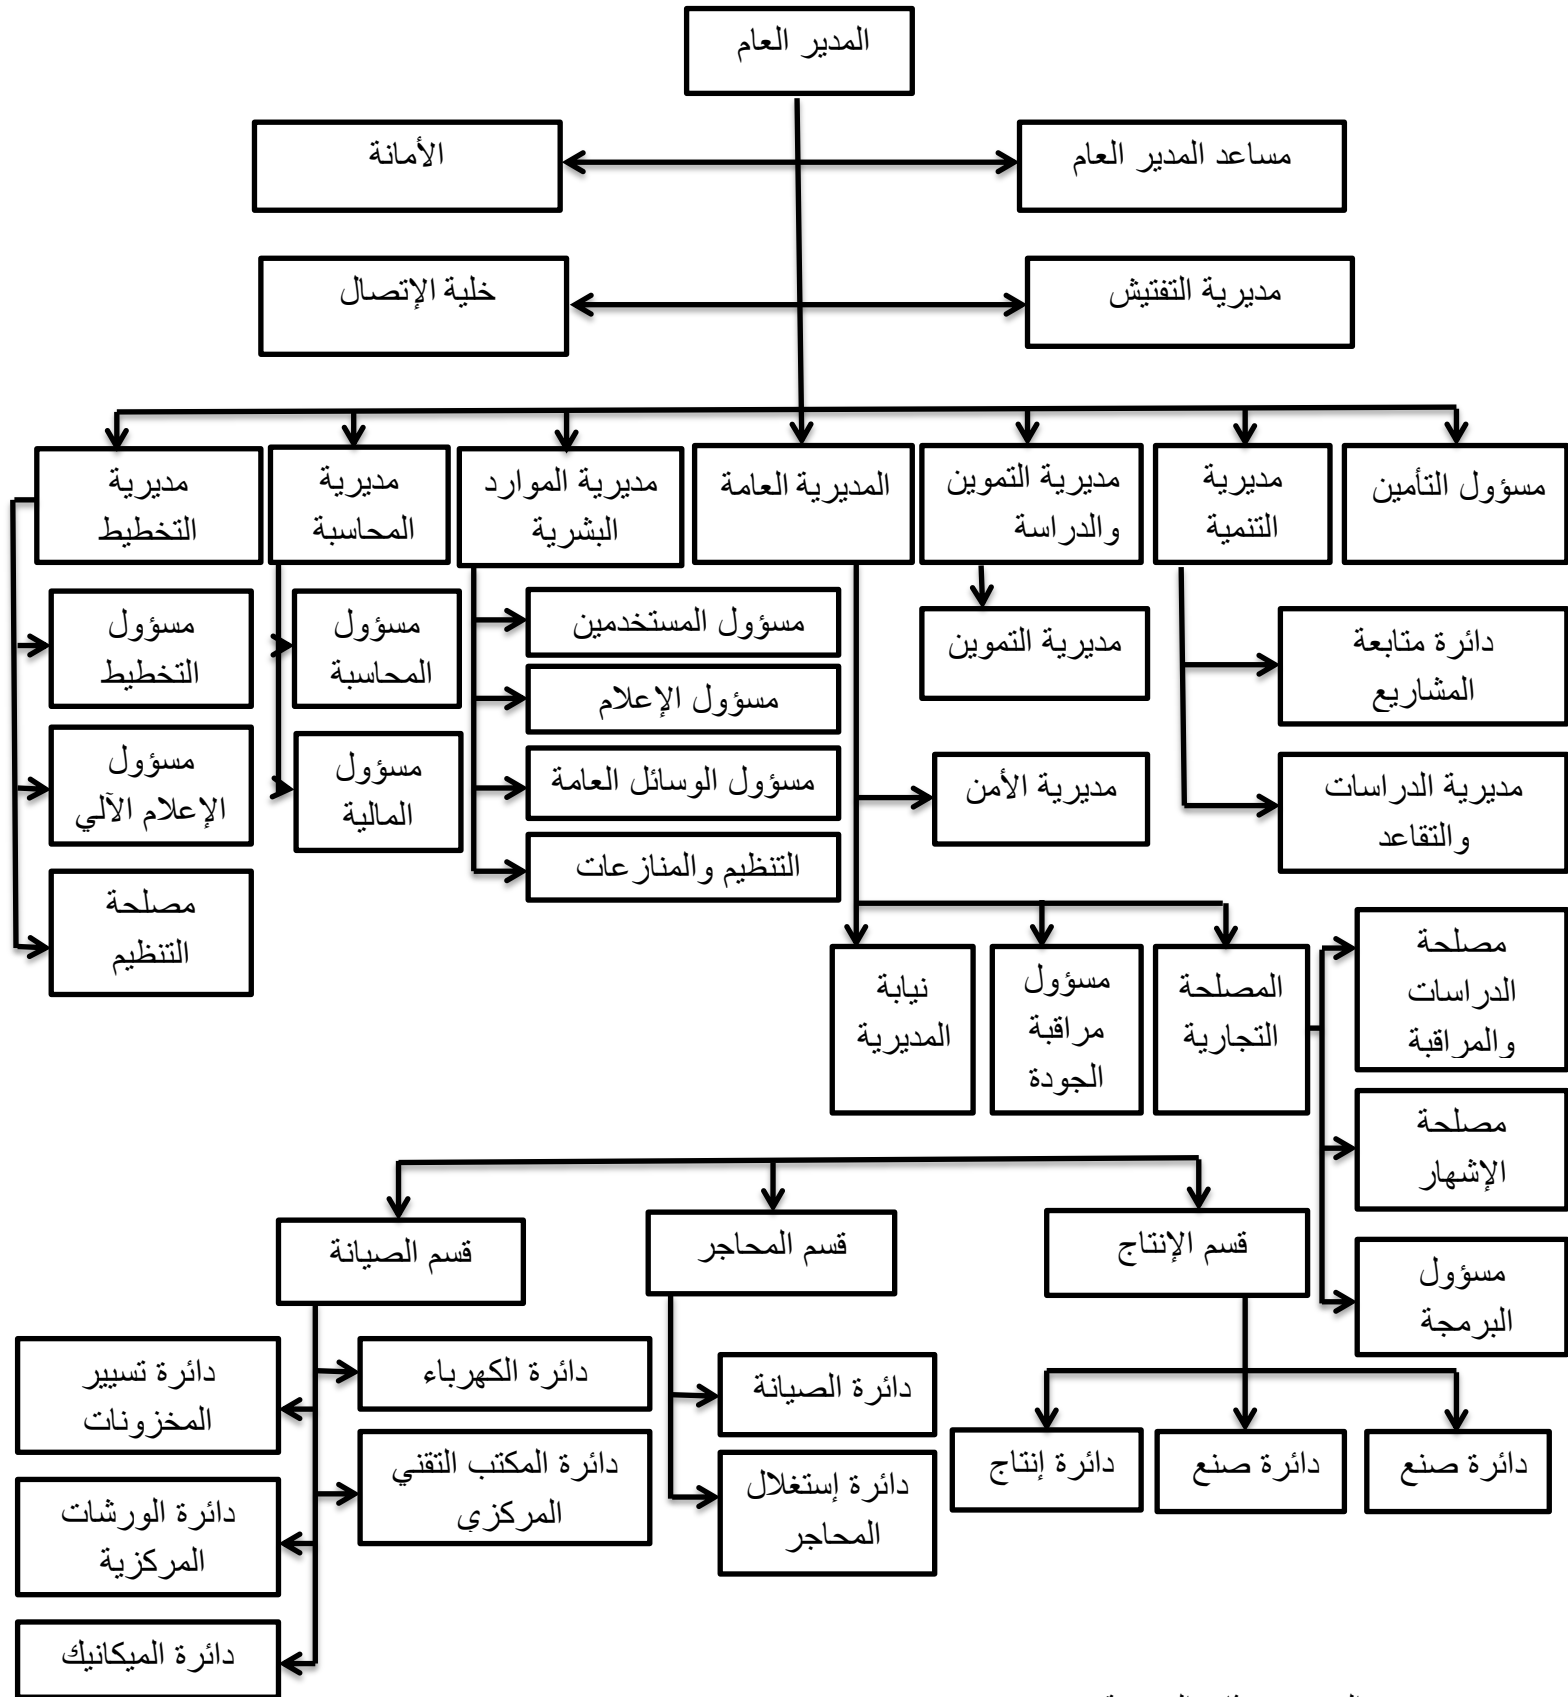 المدير العام
مساعد المدير العام
الأمانة
مديرية التفتيش
خلية الإتصال
مسؤول التأمين
مديرية
التنمية
مديرية التموين
والدراسة
المديرية العامة
مديرية الموارد
البشرية
مديرية
المحاسبة
مديرية
التخطيط
دائرة متابعة
المشاريع
مديرية الدراسات
والتقاعد
مديرية التموين
مديرية الأمن
مسؤول المستخدمين
مسؤول الإعلام
مسؤول الوسائل العامة
التنظيم والمنازعات
مسؤول
المحاسبة
مسؤول
المالية
مسؤول
التخطيط
مسؤول
الإعلام الآلي
مصلحة
التنظيم
مصلحة
الدراسات
والمراقبة
مصلحة
الإشهار
مسؤول
البرمجة
المصلحة
التجارية
مسؤول
مراقبة
الجودة
نيابة
المديرية
قسم الإنتاج
قسم المحاجر
قسم الصيانة
دائرة صنع
دائرة صنع
دائرة إنتاج
دائرة الصيانة
دائرة إستغلال
المحاجر
دائرة الكهرباء
دائرة المكتب التقني
المركزي
دائرة تسيير
المخزونات
دائرة الورشات
المركزية
دائرة الميكانيك